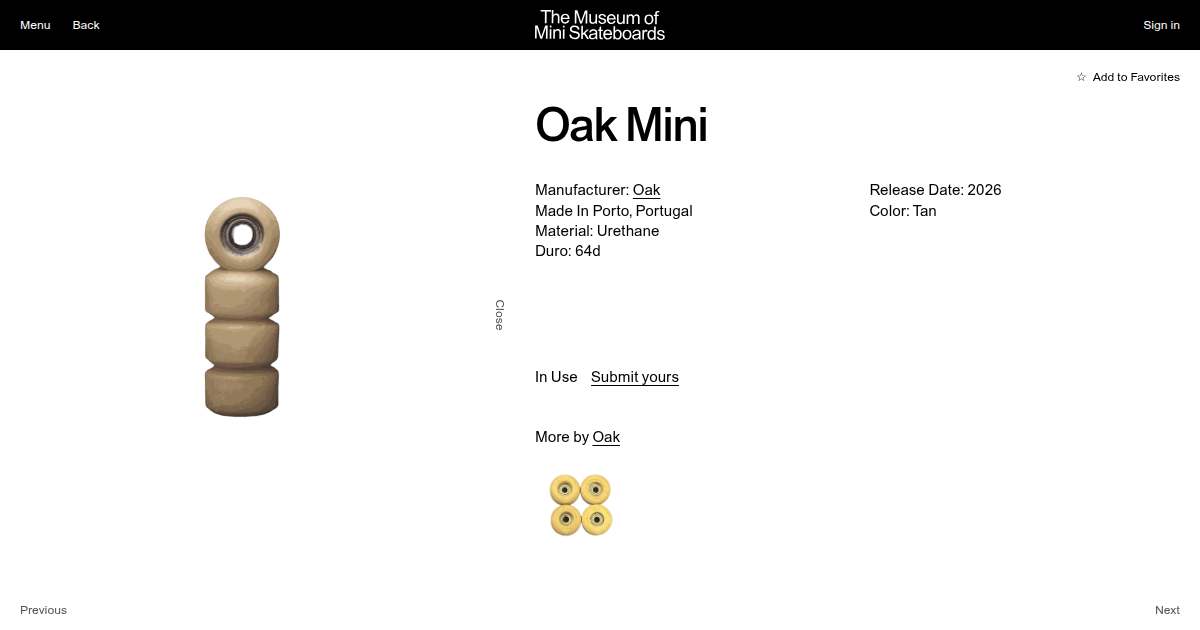 Menu
Back
The Museum of
Mini Skateboards
Sign in
☆ Add to Favorites
Oak Mini
Manufacturer: Oak
Made In Porto, Portugal
Material: Urethane
Duro: 64d
Release Date: 2026
Color: Tan
Close
In Use Submit yours
More by Oak
Previous
Next